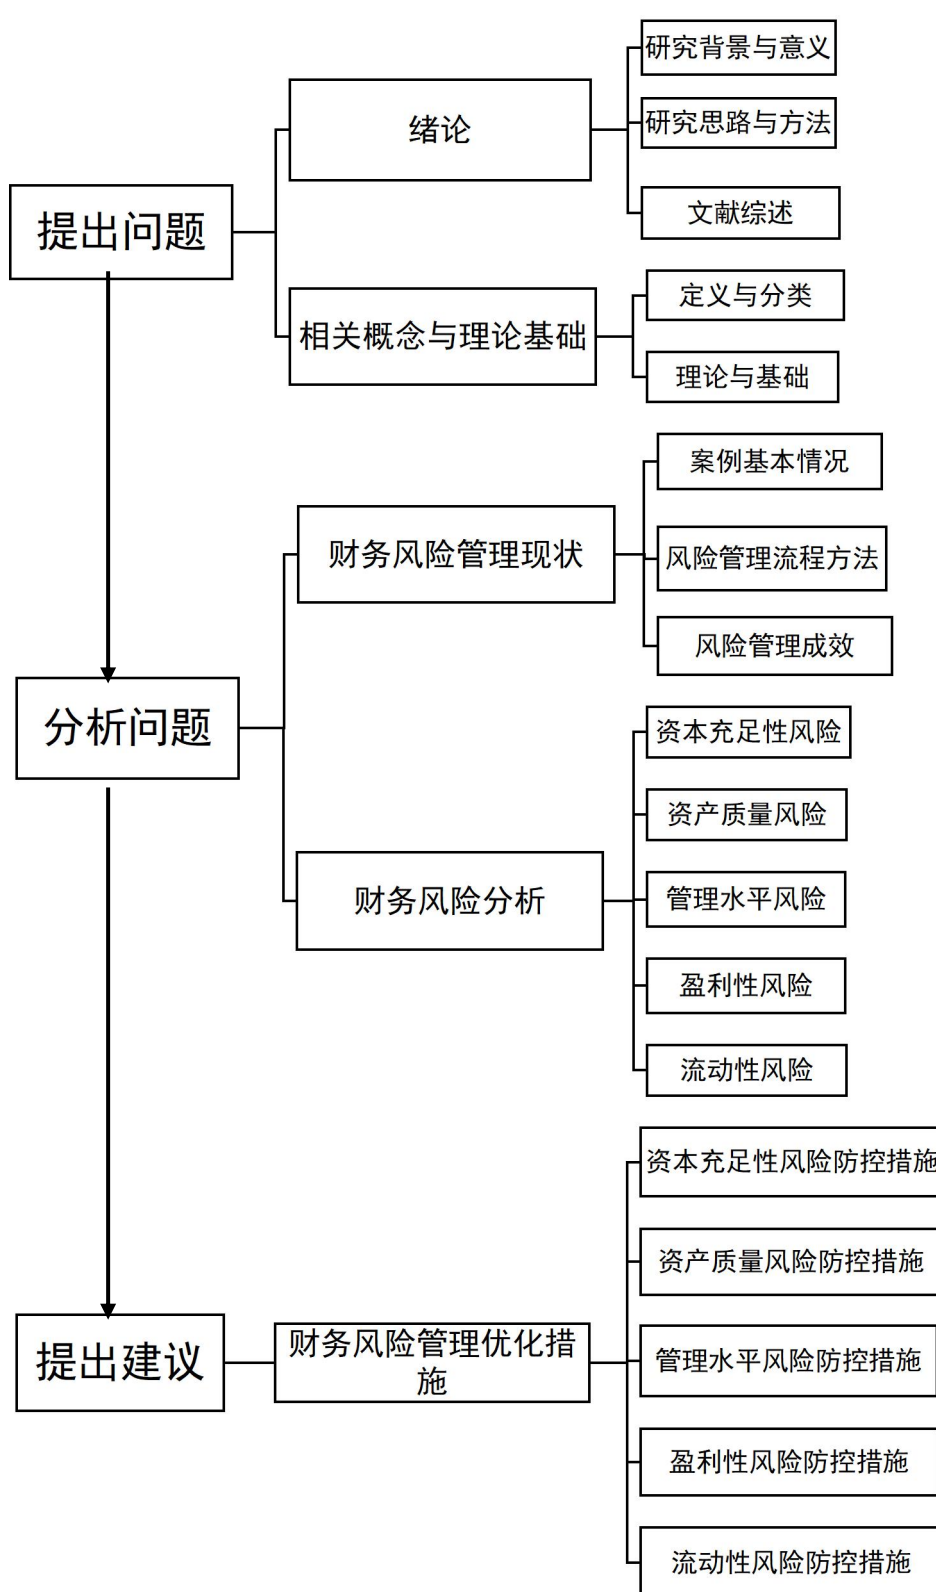 提出问题
绪论
研究背景与意义
研究思路与方法
文献综述
相关概念与理论基础
定义与分类
理论与基础
分析问题
财务风险管理现状
案例基本情况
风险管理流程方法
风险管理成效
财务风险分析
资本充足性风险
资产质量风险
管理水平风险
盈利性风险
流动性风险
提出建议
财务风险管理优化措
施
资本充足性风险防控措施
资产质量风险防控措施
管理水平风险防控措施
盈利性风险防控措施
流动性风险防控措施